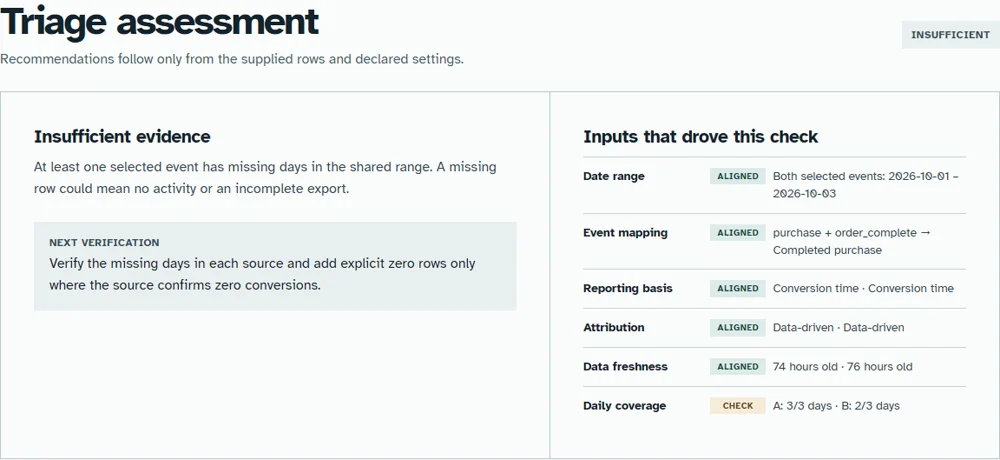 Triage assessment
INSUFFICIENT
Recommendations follow only from the supplied rows and declared settings.
Insufficient evidence
At least one selected event has missing days in the shared range. A missing
row could mean no activity or an incomplete export.
NEXT VERIFICATION
Verify the missing days in each source and add explicit zero rows only
where the source confirms zero conversions.
Inputs that drove this check
Date range ALIGNED Both selected events: 2026-10-01 –
2026-10-03
Event mapping ALIGNED purchase + order_complete →
Completed purchase
Reporting basis ALIGNED Conversion time · Conversion time
Attribution ALIGNED Data-driven · Data-driven
Data freshness ALIGNED 74 hours old · 76 hours old
Daily coverage CHECK A: 3/3 days · B: 2/3 days